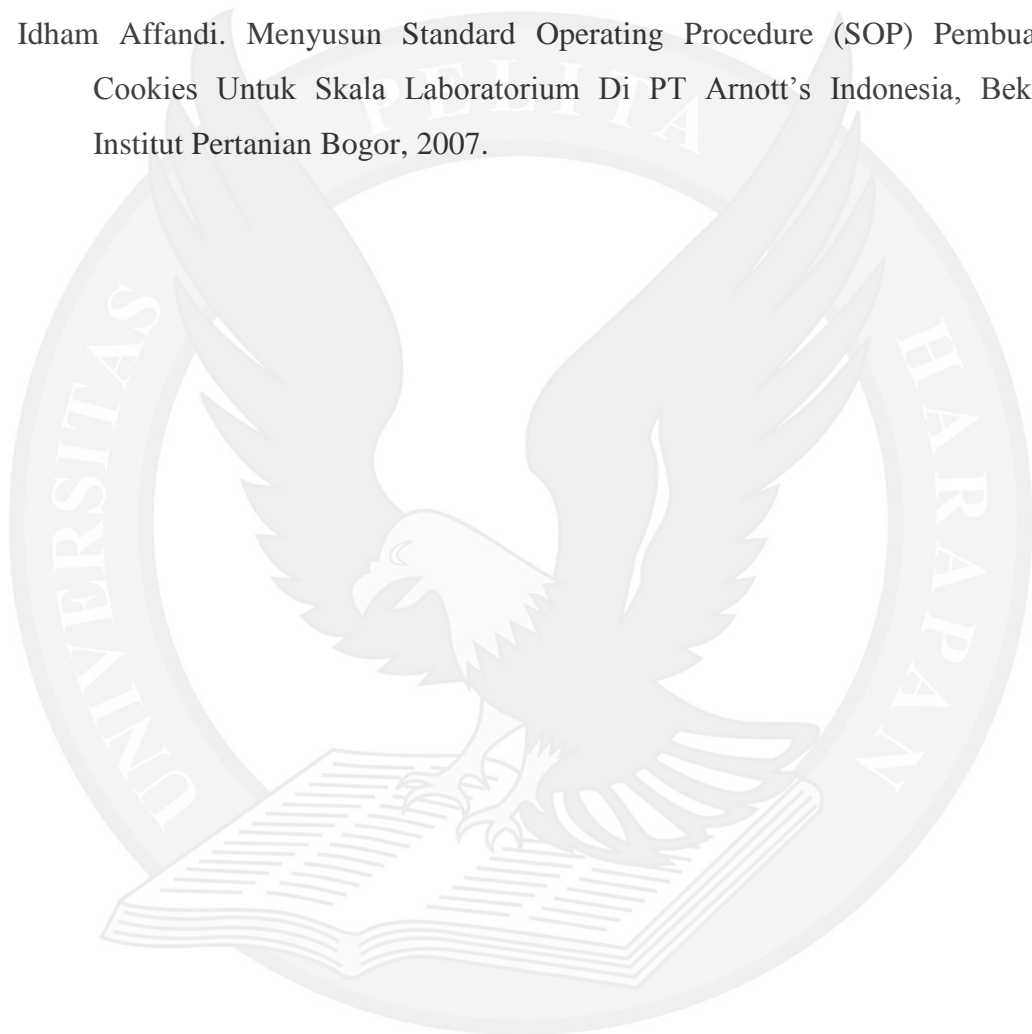 Idham Affandi. Menyusun Standard Operating Procedure (SOP) Pembua
Cookies Untuk Skala Laboratorium Di PT Arnott’s Indonesia, Bek
Institut Pertanian Bogor, 2007.
UNIVERSITAS PELITA HARAPAN